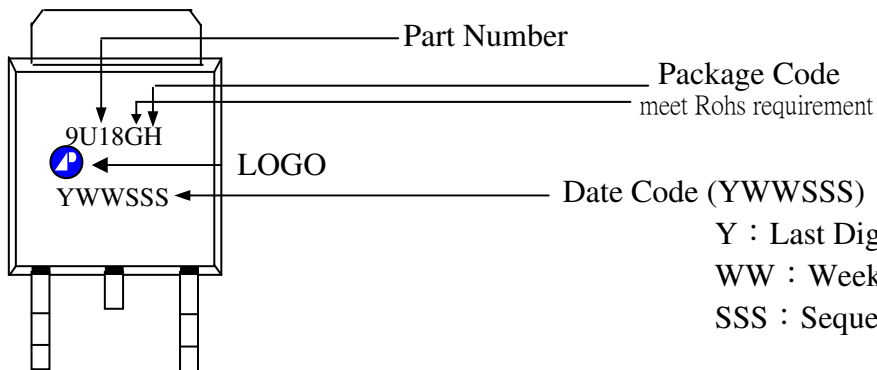 Part Number
Package Code
meet Rohs requirement
9U18GH
LOGO
YWWSSS
Date Code (YWWSSS)
Y：Last Dig
WW：Week
SSS：Seque